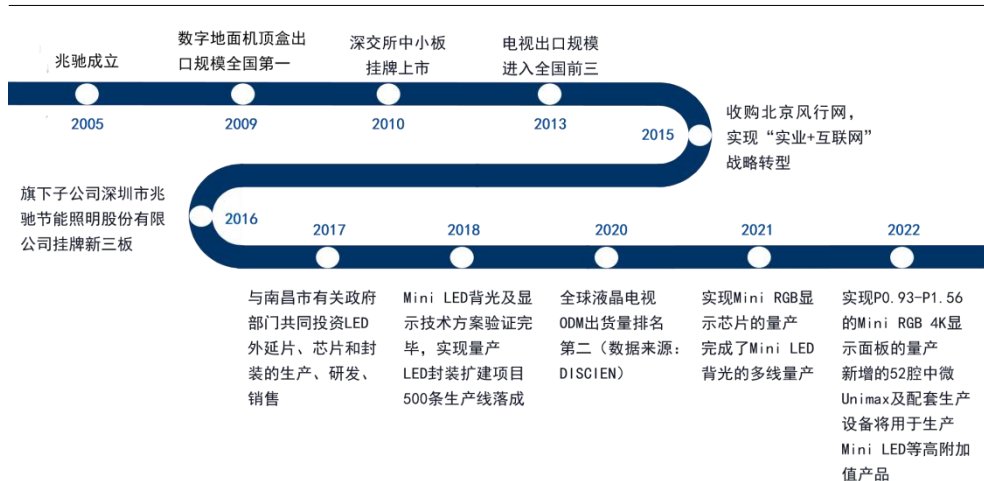 兆驰成立
2005
数字地面机顶盒出
口规模全国第一
2009
深交所中小板
挂牌上市
2010
电视出口规模
进入全国前三
2013
2015
收购北京风行网，
实现“实业+互联网”
战略转型
旗下子公司深圳市兆
驰节能照明股份有限
公司挂牌新三板
2016
2017
与南昌市有关政府
部门共同投资LED
外延片、芯片和封
装的生产、研发、
销售
2018
Mini LED背光及显
示技术方案验证完
毕，实现量产
LED封装扩建项目
500条生产线落成
2020
全球液晶电视
ODM出货量排名
第二（数据来源：
DISCIEN）
2021
实现Mini RGB显
示芯片的量产
完成了Mini LED
背光的多线量产
2022
实现P0.93-P1.56
的Mini RGB 4K显
示面板的量产
新增的52腔中微
Unimax及配套生产
设备将用于生产
Mini LED等高附加
值产品